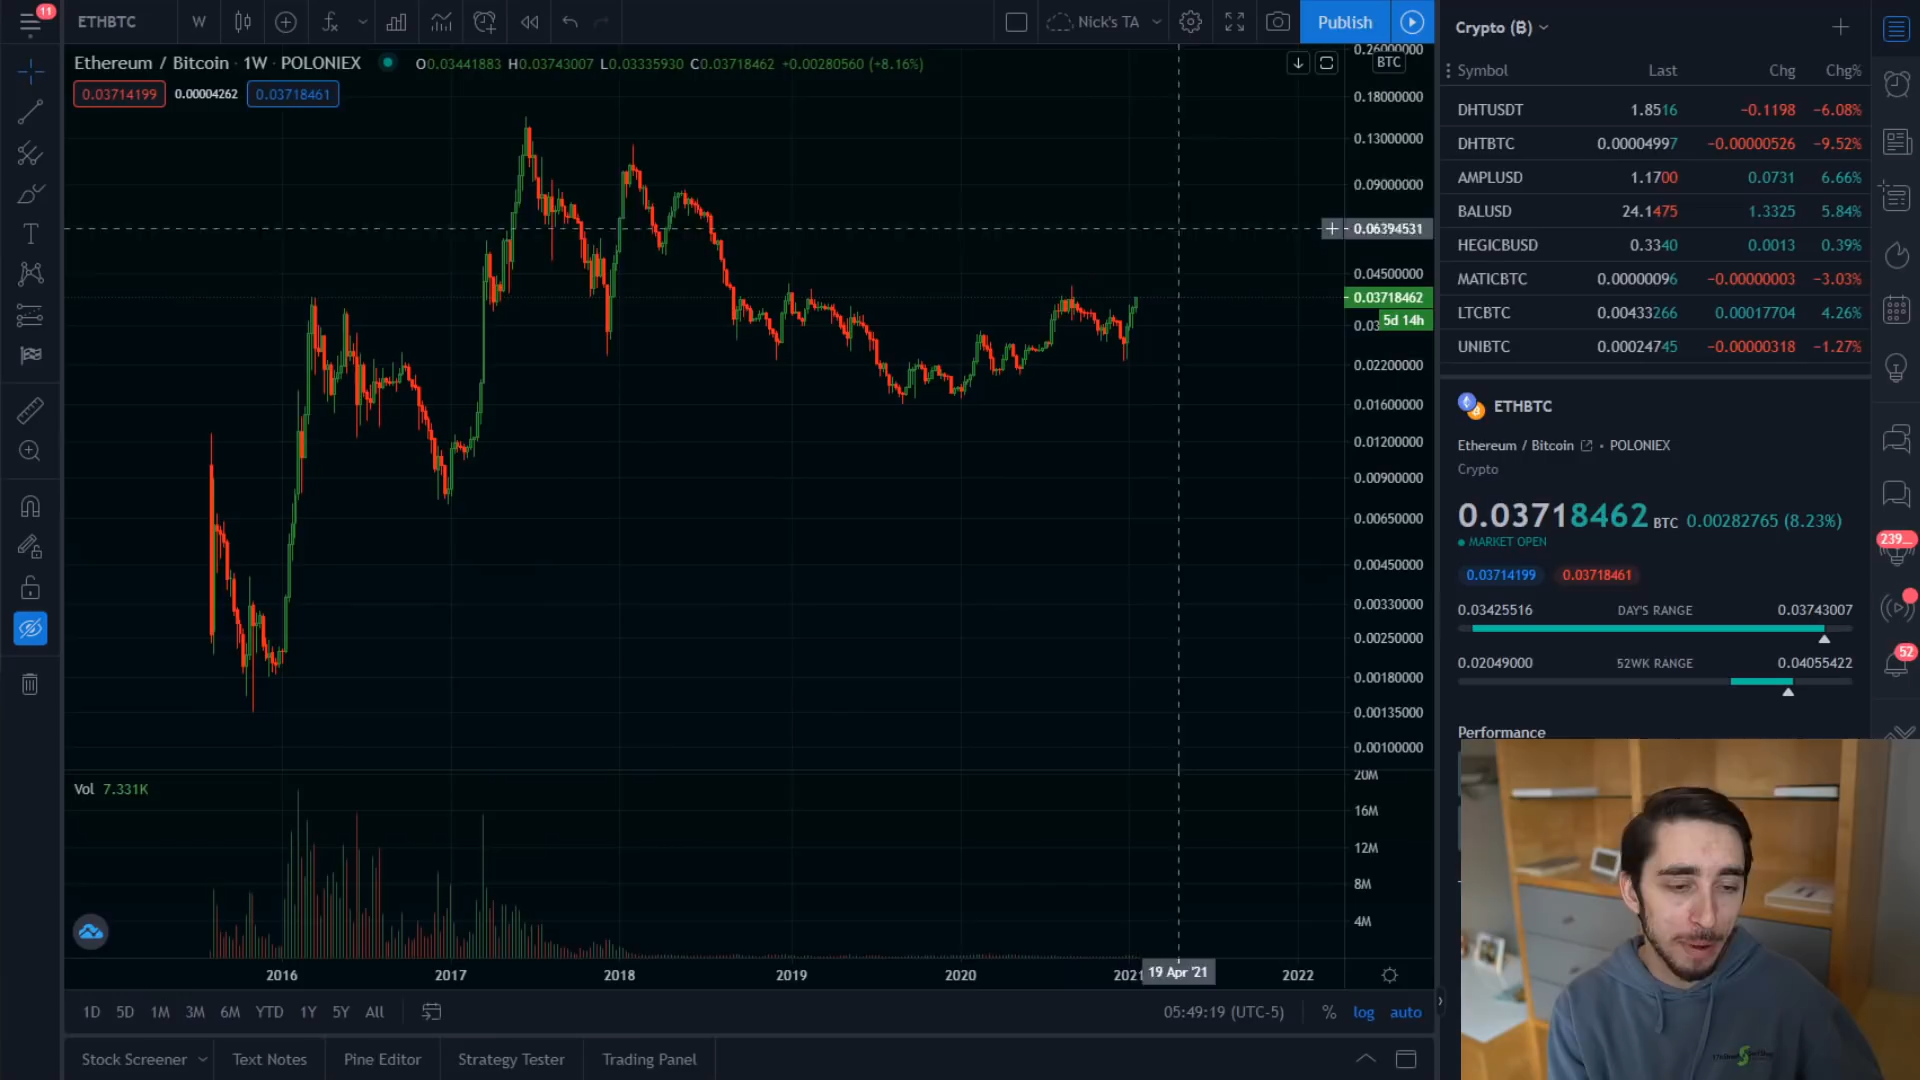 11
ETHBTC
W
Nick's TA
Publish
Ethereum / Bitcoin · 1W · POLONIEX
O0.03441883 H0.03743007 L0.03335930 C0.03718462 +0.00280560 (+8.16%)
0.03714199 0.00004262 0.03718461
BTC
0.26000000
0.18000000
0.13000000
0.09000000
0.06394531
0.04500000
0.03718462
5d 14h
0.02200000
0.01600000
0.01200000
0.00900000
0.00650000
0.00450000
0.00330000
0.00250000
0.00180000
0.00135000
0.00100000
Vol 7.331K
20M
16M
12M
8M
4M
2016 2017 2018 2019 2020 2021 19 Apr '21 2022
1D 5D 1M 3M 6M YTD 1Y 5Y All
05:49:19 (UTC-5) % log auto
Stock Screener Text Notes Pine Editor Strategy Tester Trading Panel
Crypto (₿)
Symbol Last Chg Chg%
DHTUSDT 1.8516 −0.1198 −6.08%
DHTBTC 0.00004997 −0.00000526 −9.52%
AMPLUSD 1.1700 0.0731 6.66%
BALUSD 24.1475 1.3325 5.84%
HEGICBUSD 0.3340 0.0013 0.39%
MATICBTC 0.00000096 −0.00000003 −3.03%
LTCBTC 0.00433266 0.00017704 4.26%
UNIBTC 0.00024745 −0.00000318 −1.27%
ETHBTC
Ethereum / Bitcoin • POLONIEX
Crypto
0.03718462 BTC 0.00282765 (8.23%)
MARKET OPEN
0.03714199 0.03718461
0.03425516 DAY'S RANGE 0.03743007
0.02049000 52WK RANGE 0.04055422
Performance
239...
52